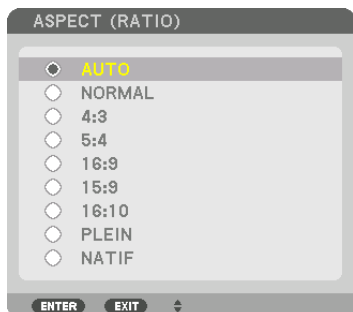 ASPECT (RATIO)
AUTO
NORMAL
4:3
5:4
16:9
15:9
16:10
PLEIN
NATIF
ENTER EXIT